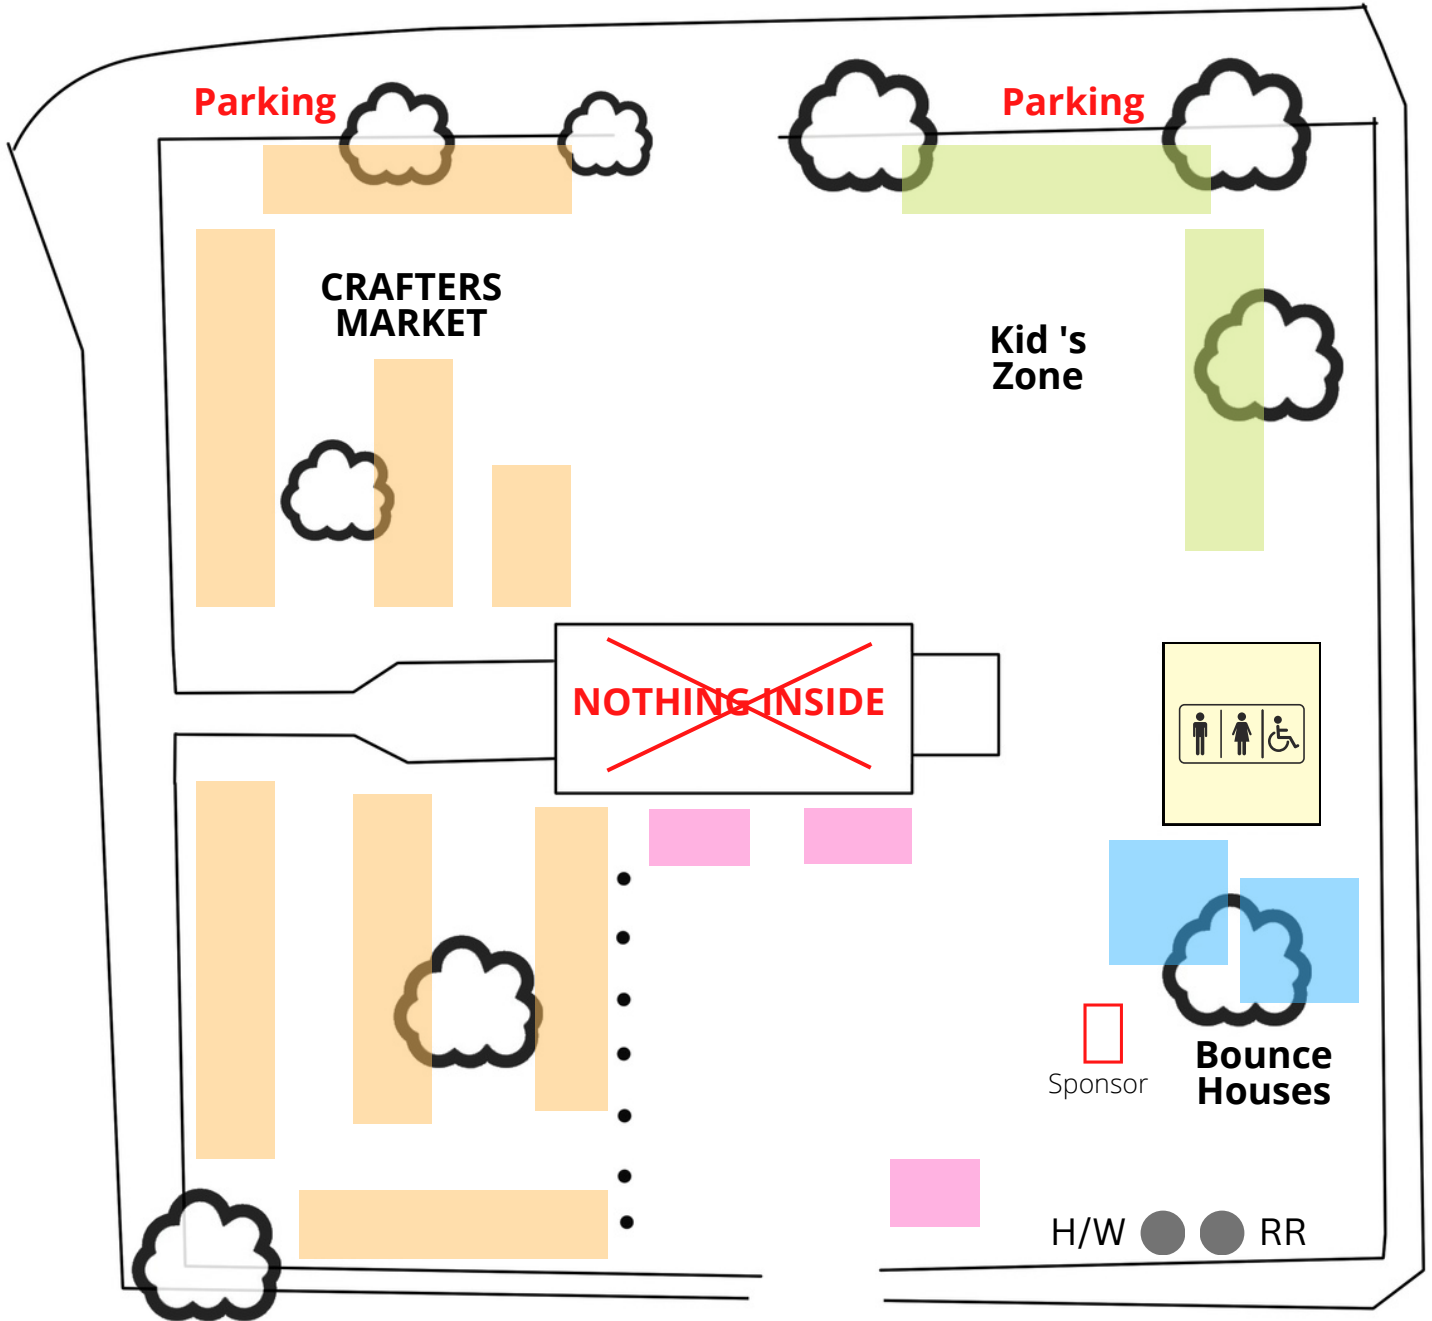 Parking
Parking
CRAFTERS
MARKET
Kid 's
Zone
NOTHING INSIDE
Sponsor
Bounce
Houses
H/W
RR